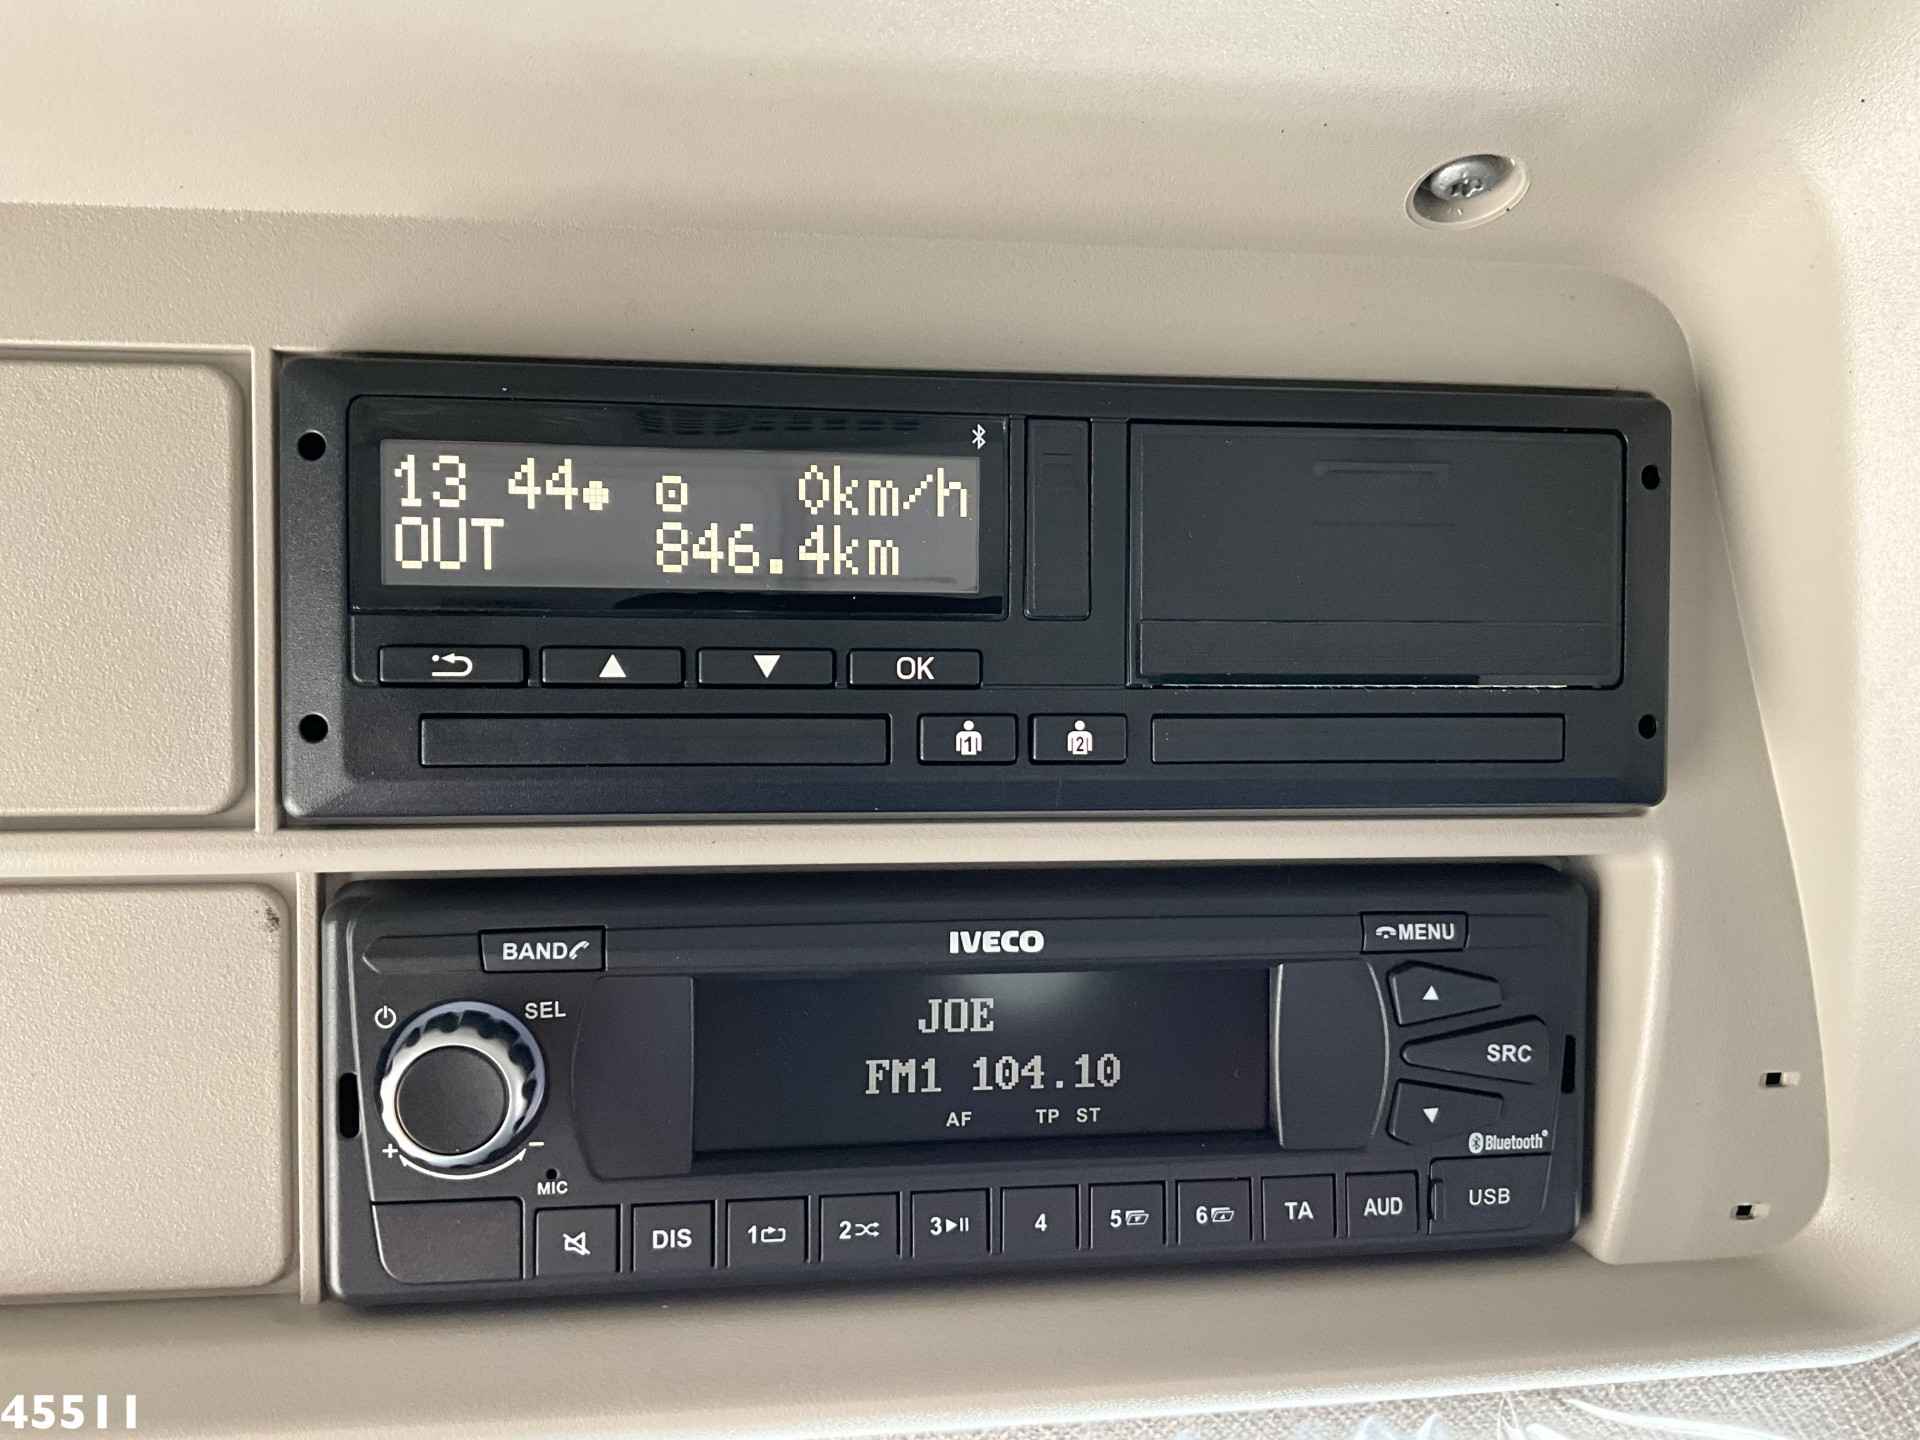 13 44 0km/h
OUT 846.4km
OK
1 2
BAND IVECO MENU
SEL
JOE
FM1 104.10
AF TP ST
SRC
Bluetooth®
+ −
MIC
DIS 1 2 3 4 5 6 TA AUD USB
45511